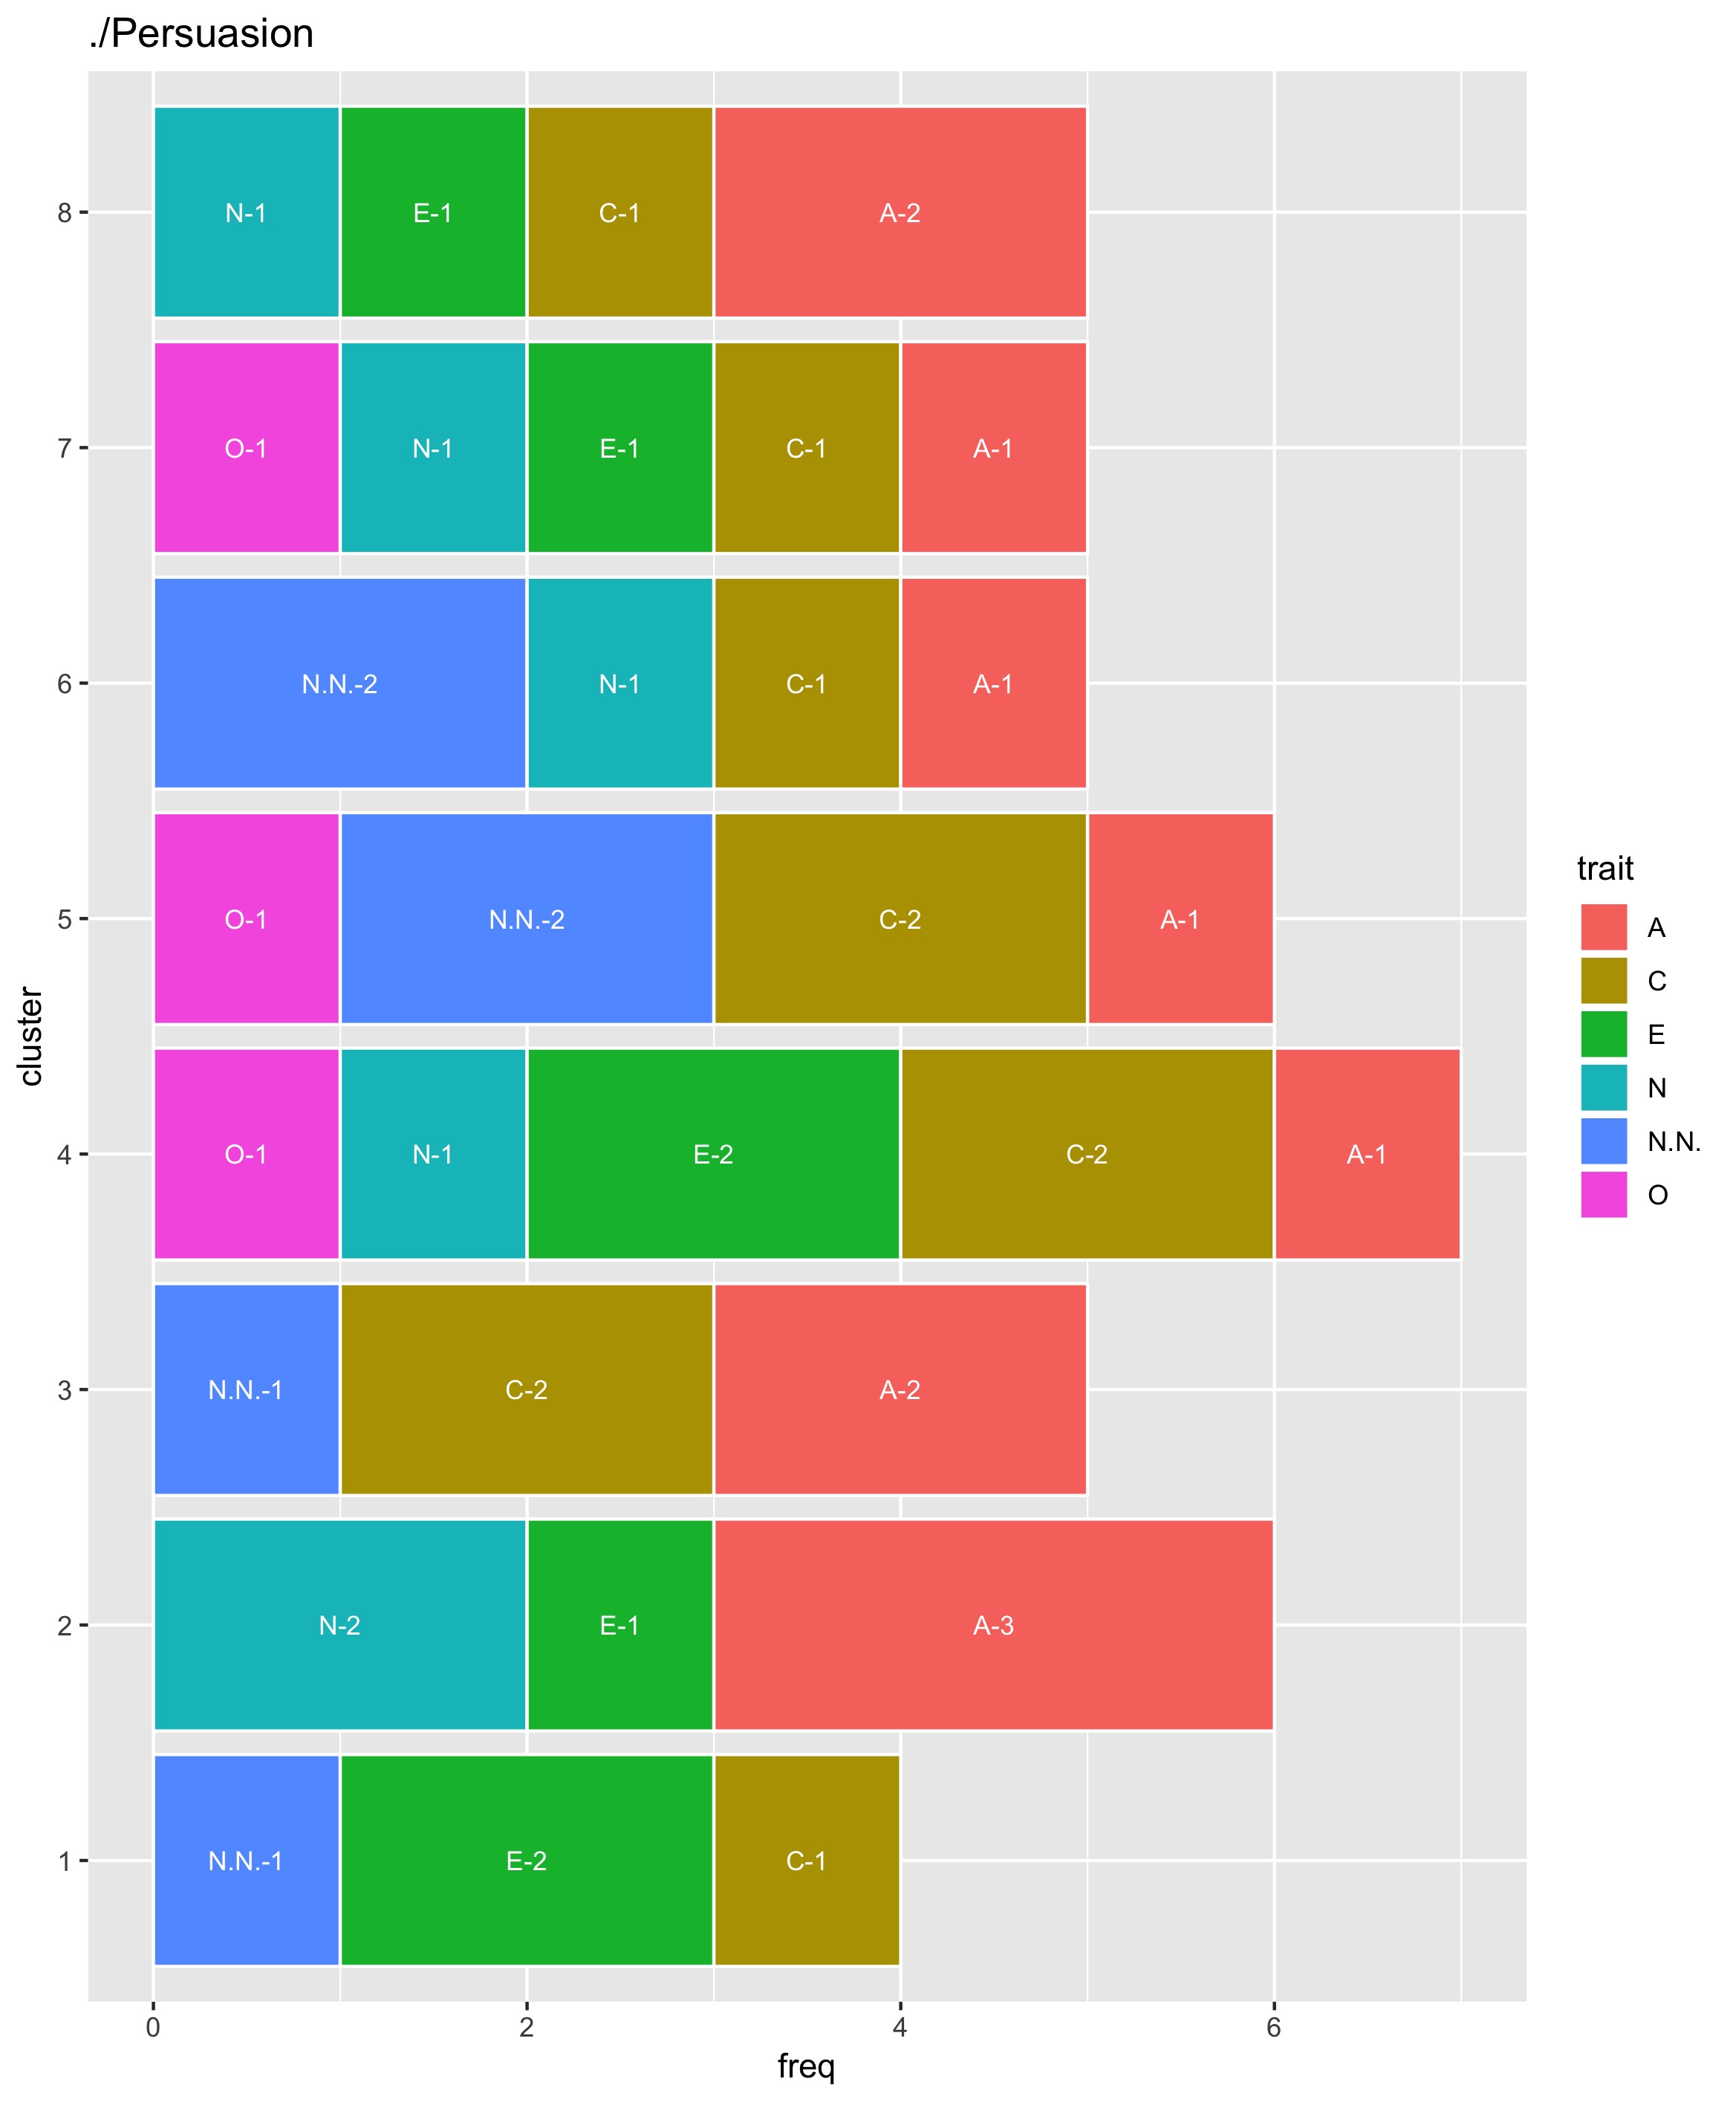 ./Persuasion
8
N-1 E-1 C-1 A-2
7
O-1 N-1 E-1 C-1 A-1
6
N.N.-2 N-1 C-1 A-1
5
O-1 N.N.-2 C-2 A-1
4
O-1 N-1 E-2 C-2 A-1
3
N.N.-1 C-2 A-2
2
N-2 E-1 A-3
1
N.N.-1 E-2 C-1
cluster
0 2 4 6
freq
trait
A
C
E
N
N.N.
O